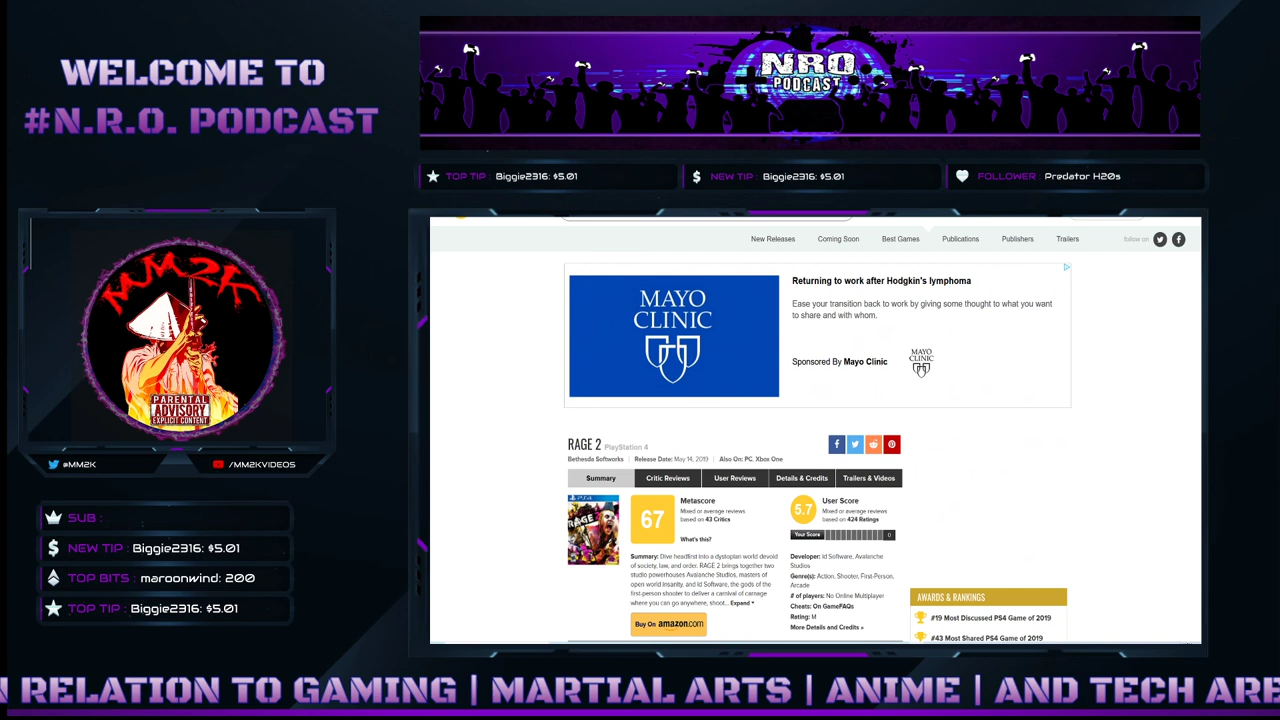 WELCOME TO
#N.R.O. PODCAST
NRO
PODCAST
TOP TIP : Biggie2316: $5.01
NEW TIP : Biggie2316: $5.01
FOLLOWER : Predator H20s
MM2K
PARENTAL
ADVISORY
EXPLICIT CONTENT
@MM2K
/MM2KVIDEOS
SUB :
NEW TIP : Biggie2316: $5.01
TOP BITS : maroonwind: 200
TOP TIP : Biggie2316: $5.01
New Releases
Coming Soon
Best Games
Publications
Publishers
Trailers
follow on
MAYO
CLINIC
Returning to work after Hodgkin's lymphoma
Ease your transition back to work by giving some thought to what you want
to share and with whom.
Sponsored By Mayo Clinic
MAYO
CLINIC
RAGE 2 PlayStation 4
Bethesda Softworks | Release Date: May 14, 2019 | Also On: PC, Xbox One
Summary
Critic Reviews
User Reviews
Details & Credits
Trailers & Videos
RAGE
67
Metascore
Mixed or average reviews
based on 43 Critics
What's this?
5.7
User Score
Mixed or average reviews
based on 424 Ratings
Your Score
0
Summary: Dive headfirst into a dystopian world devoid
of society, law, and order. RAGE 2 brings together two
studio powerhouses Avalanche Studios, masters of
open world insanity, and id Software, the gods of the
first-person shooter to deliver a carnival of carnage
where you can go anywhere, shoot... Expand
Buy On amazon.com
Developer: id Software, Avalanche
Studios
Genre(s): Action, Shooter, First-Person,
Arcade
# of players: No Online Multiplayer
Cheats: On GameFAQs
Rating: M
More Details and Credits »
AWARDS & RANKINGS
#19 Most Discussed PS4 Game of 2019
#43 Most Shared PS4 Game of 2019
N RELATION TO GAMING | MARTIAL ARTS | ANIME | AND TECH ARE